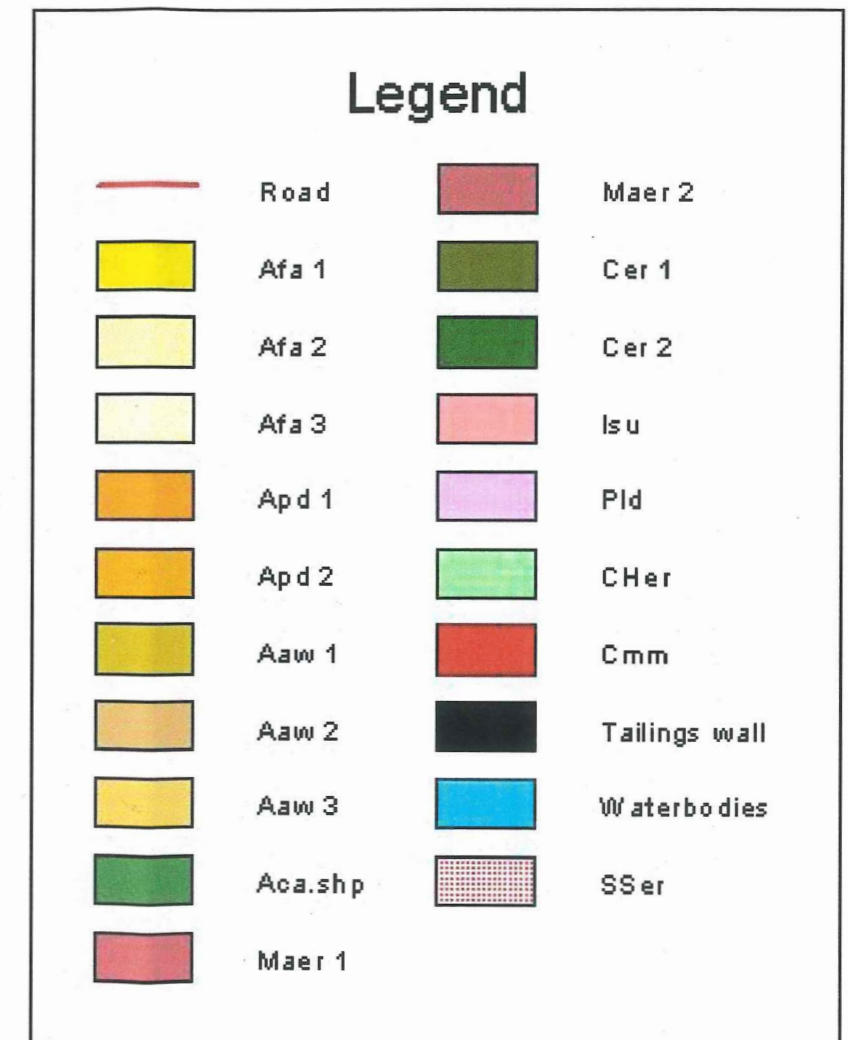 Legend
Road
Afa 1
Afa 2
Afa 3
Apd 1
Apd 2
Aaw 1
Aaw 2
Aaw 3
Aca.shp
Maer 1
Maer 2
Cer 1
Cer 2
Isu
Pld
CHer
Cmm
Tailings wall
Waterbodies
SSer